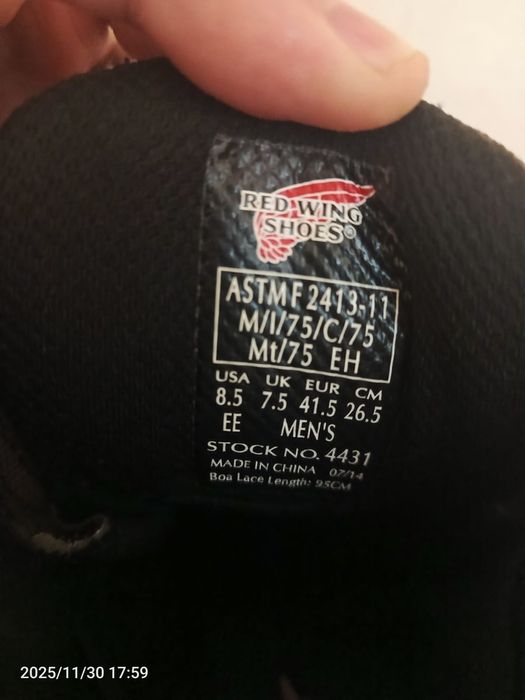 RED WING
SHOES®
ASTM F 2413-11
M/I/75/C/75
Mt/75 EH
USA UK EUR CM
8.5 7.5 41.5 26.5
EE MEN'S
STOCK NO. 4431
MADE IN CHINA 07/14
Boa Lace Length: 95CM
2025/11/30 17:59